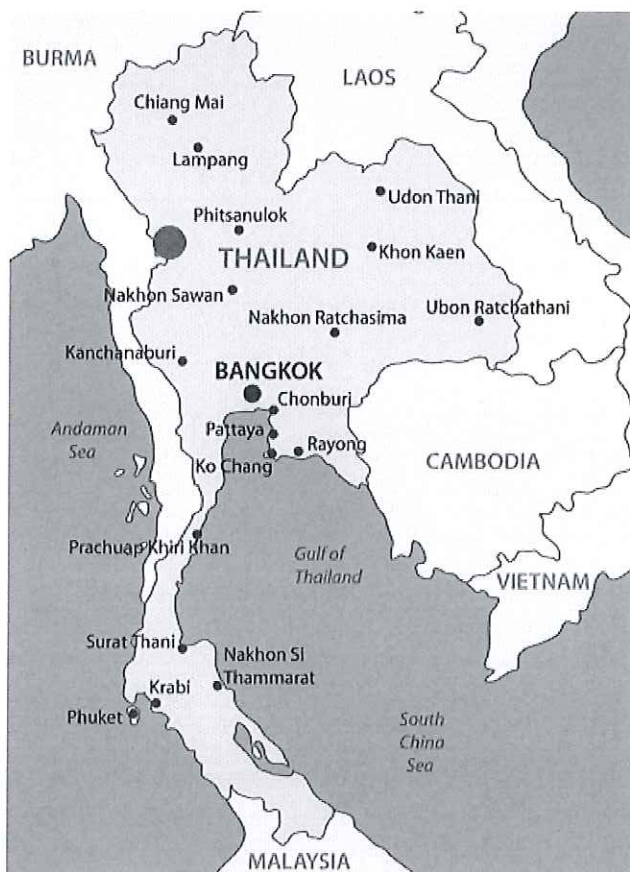 BURMA
LAOS
Chiang Mai
Lampang
Udon Thani
Phitsanulok
THAILAND
Khon Kaen
Nakhon Sawan
Ubon Ratchathani
Nakhon Ratchasima
Kanchanaburi
BANGKOK
Chonburi
Andaman
Sea
Pattaya
Rayong
Ko Chang
CAMBODIA
Prachuap Khiri Khan
Gulf of
Thailand
VIETNAM
Surat Thani
Nakhon Si
Thammarat
Krabi
Phuket
South
China
Sea
MALAYSIA